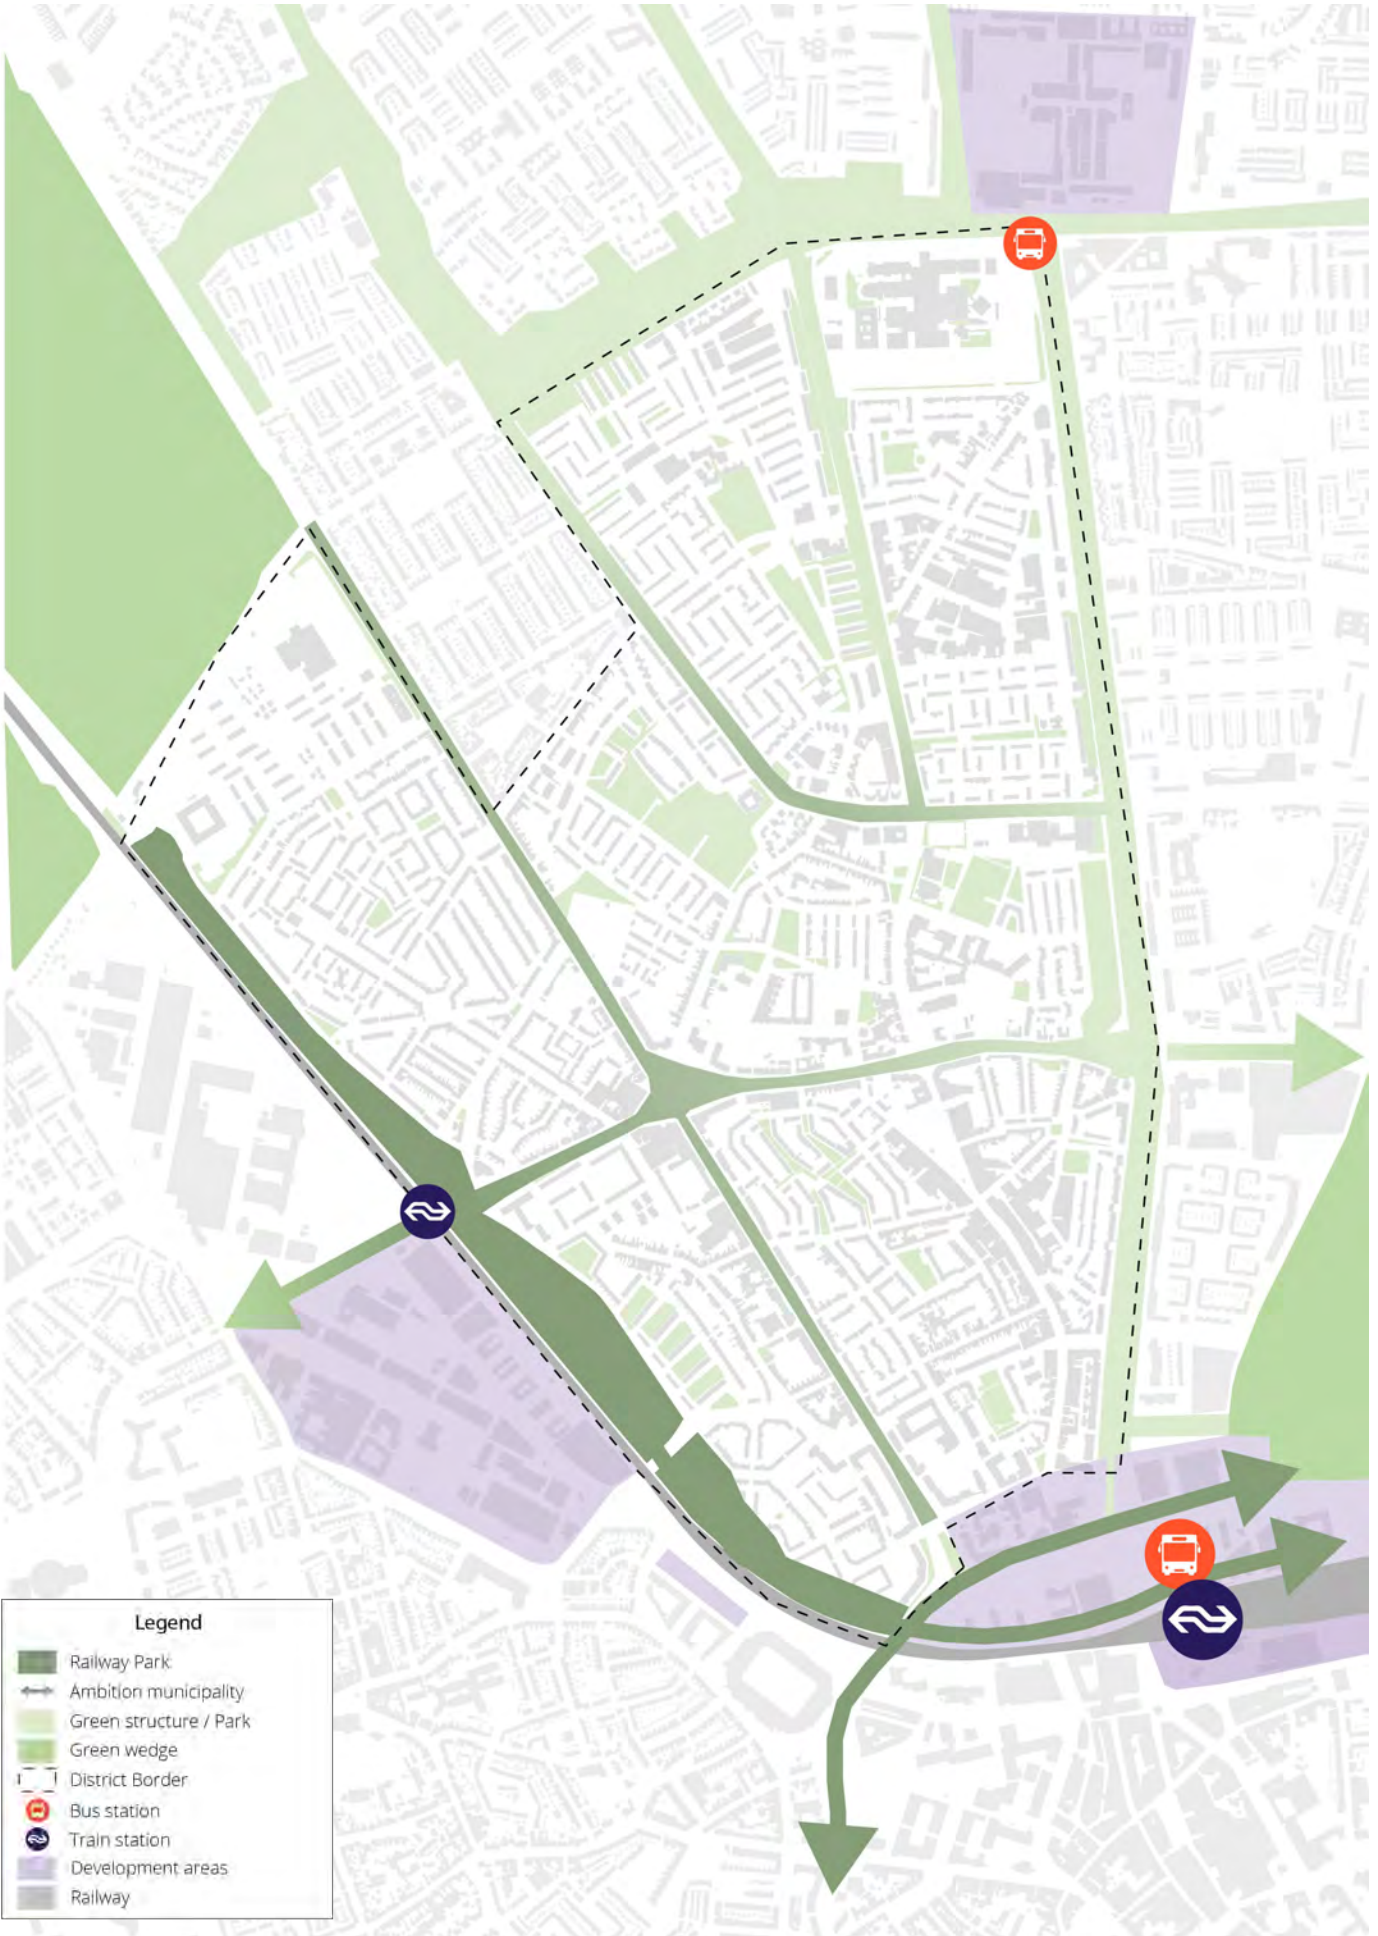 Legend
Railway Park
Ambition municipality
Green structure / Park
Green wedge
District Border
Bus station
Train station
Development areas
Railway